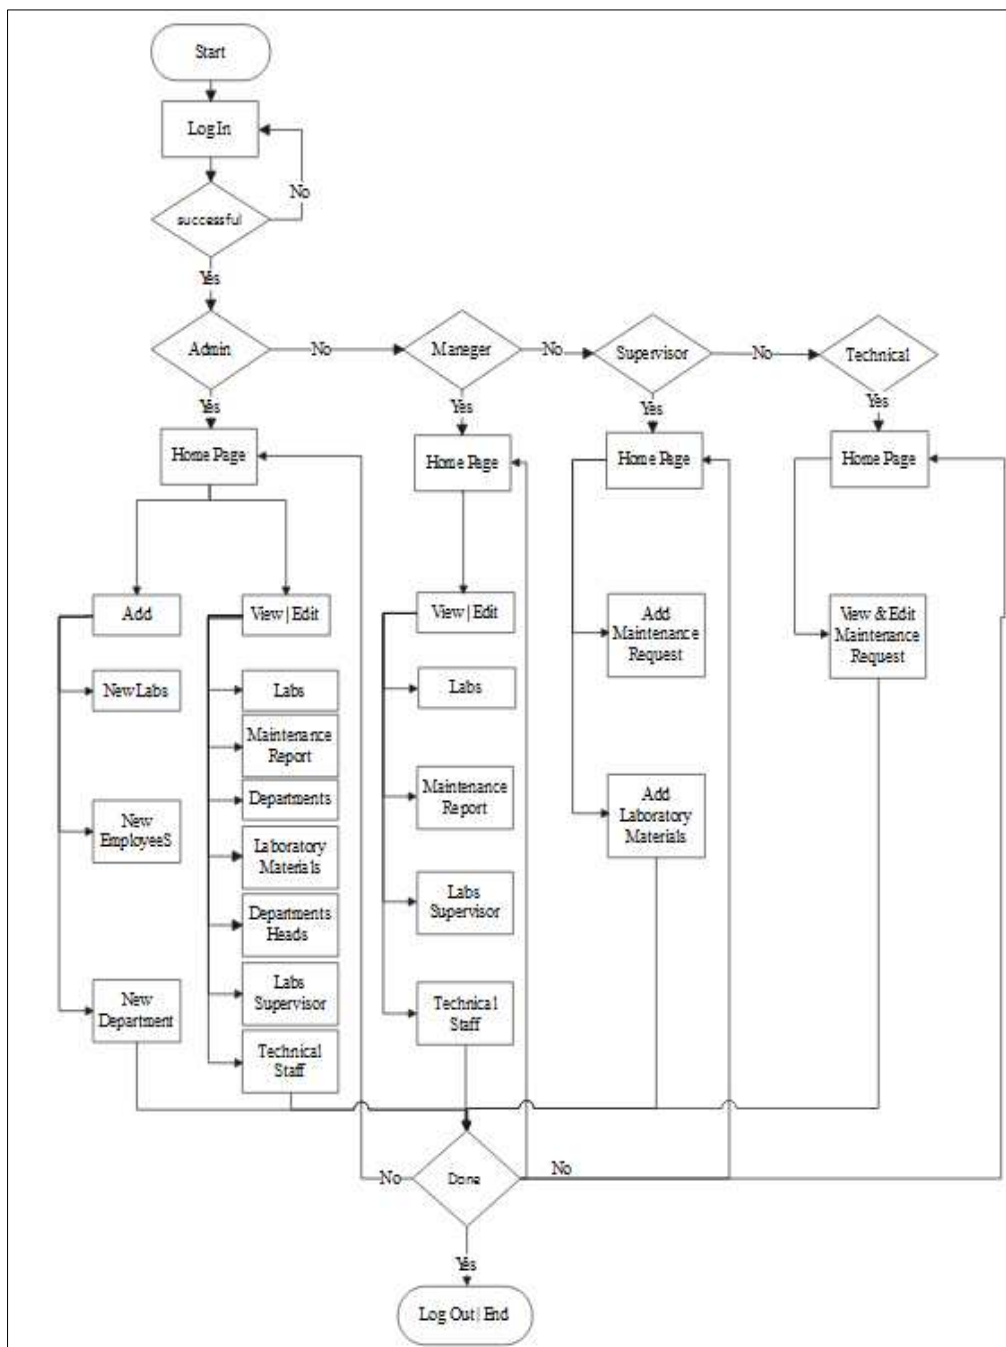 Start
Log In
No
successful
Yes
Admin
No
Maneger
No
Supervisor
No
Technical
Yes
Yes
Yes
Yes
Home Page
Home Page
Home Page
Home Page
Add
View | Edit
View | Edit
Add
Maintenance
Request
View & Edit
Maintenance
Request
New Labs
Labs
Labs
Maintenance
Report
Maintenance
Report
Departments
New
EmployeeS
Add
Laboratory
Materials
Laboratory
Materials
Labs
Supervisor
Departments
Heads
Labs
Supervisor
New
Department
Technical
Staff
Technical
Staff
No
Done
No
Yes
Log Out | End